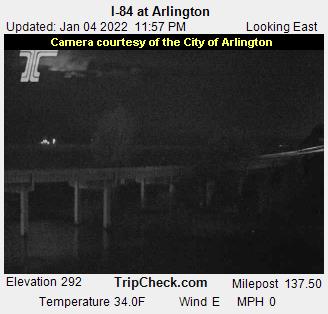 I-84 at Arlington
Updated: Jan 04 2022 11:57 PM Looking East
Camera courtesy of the City of Arlington
Elevation 292 TripCheck.com Milepost 137.50
Temperature 34.0F Wind E MPH 0